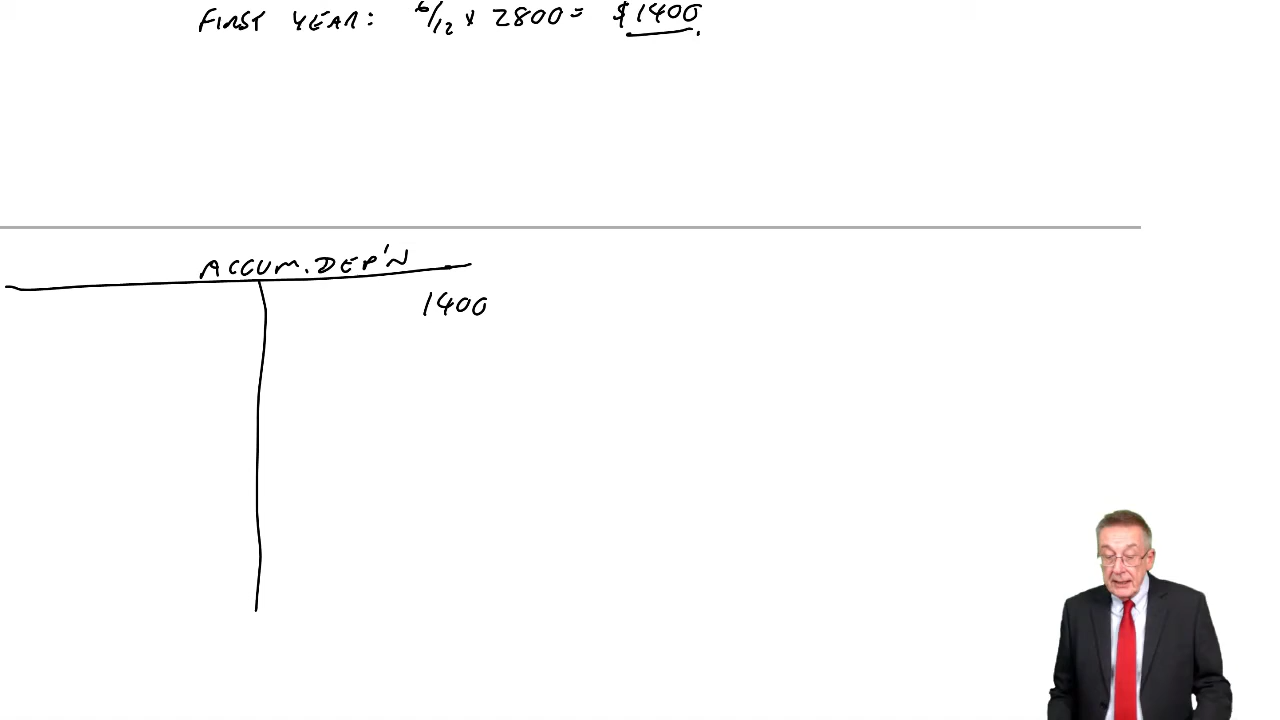 FIRST YEAR: 6/12 x 2800 = $1400.
ACCUM. DEP'N
1400